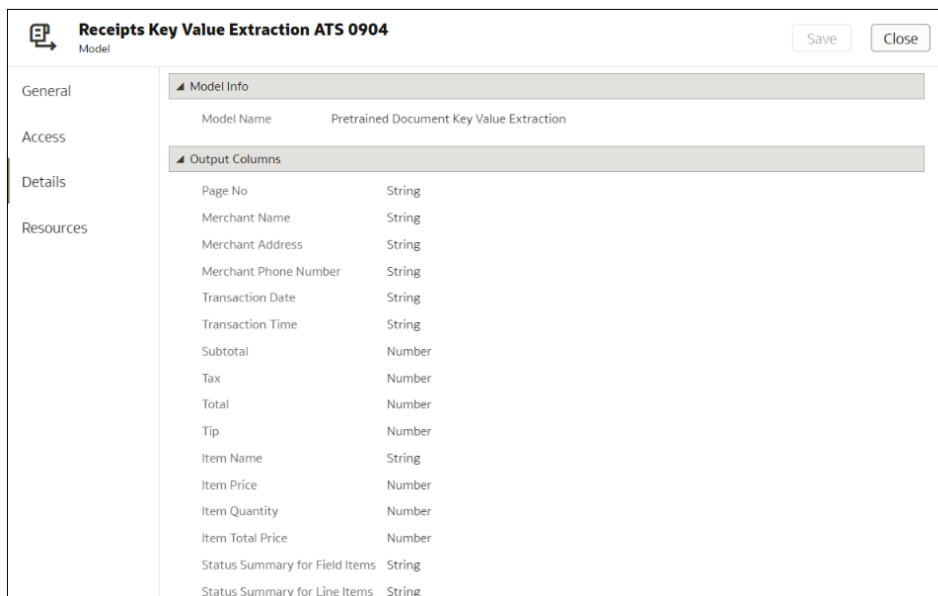 Receipts Key Value Extraction ATS 0904
Model
Save Close
General
Access
Details
Resources
Model Info
Model Name Pretrained Document Key Value Extraction
Output Columns
Page No String
Merchant Name String
Merchant Address String
Merchant Phone Number String
Transaction Date String
Transaction Time String
Subtotal Number
Tax Number
Total Number
Tip Number
Item Name String
Item Price Number
Item Quantity Number
Item Total Price Number
Status Summary for Field Items String
Status Summary for Line Items String